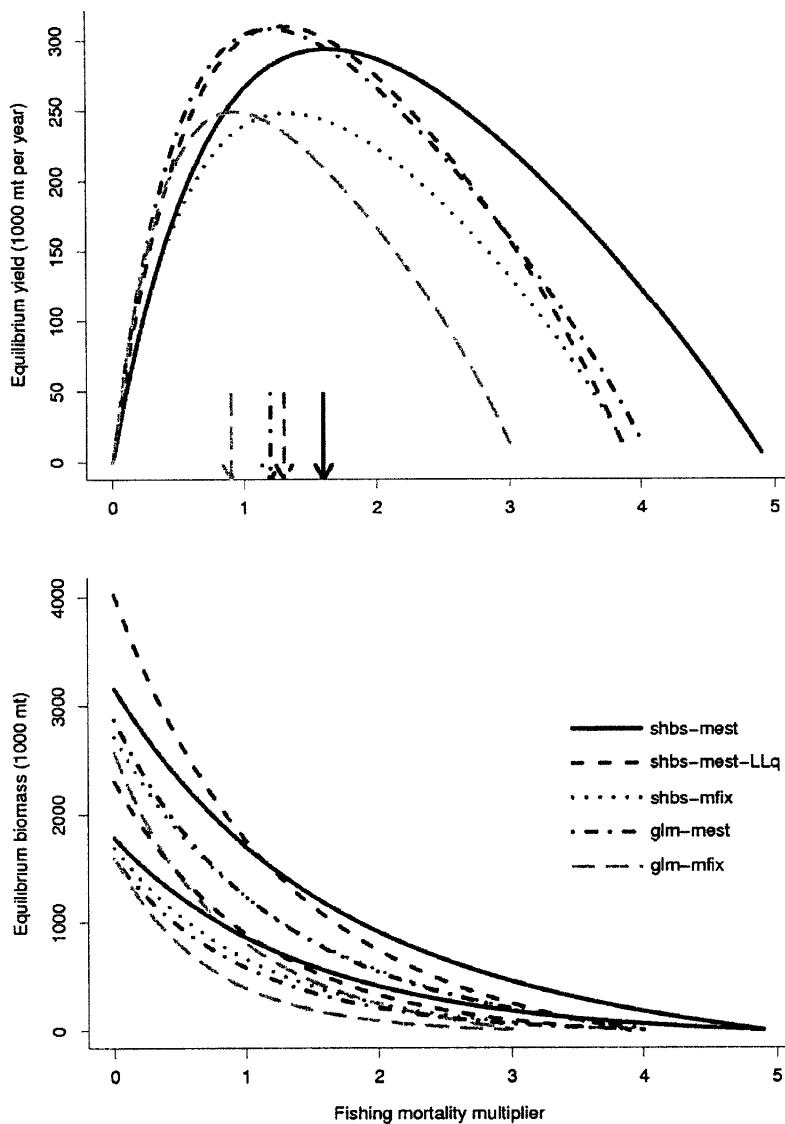 Equilibrium yield (1000 mt per year)
300
250
200
150
100
50
0
0 1 2 3 4 5
Equilibrium biomass (1000 mt)
4000
3000
2000
1000
0
shbs-mest
shbs-mest-LLq
shbs-mfix
glm-mest
glm-mfix
0 1 2 3 4 5
Fishing mortality multiplier